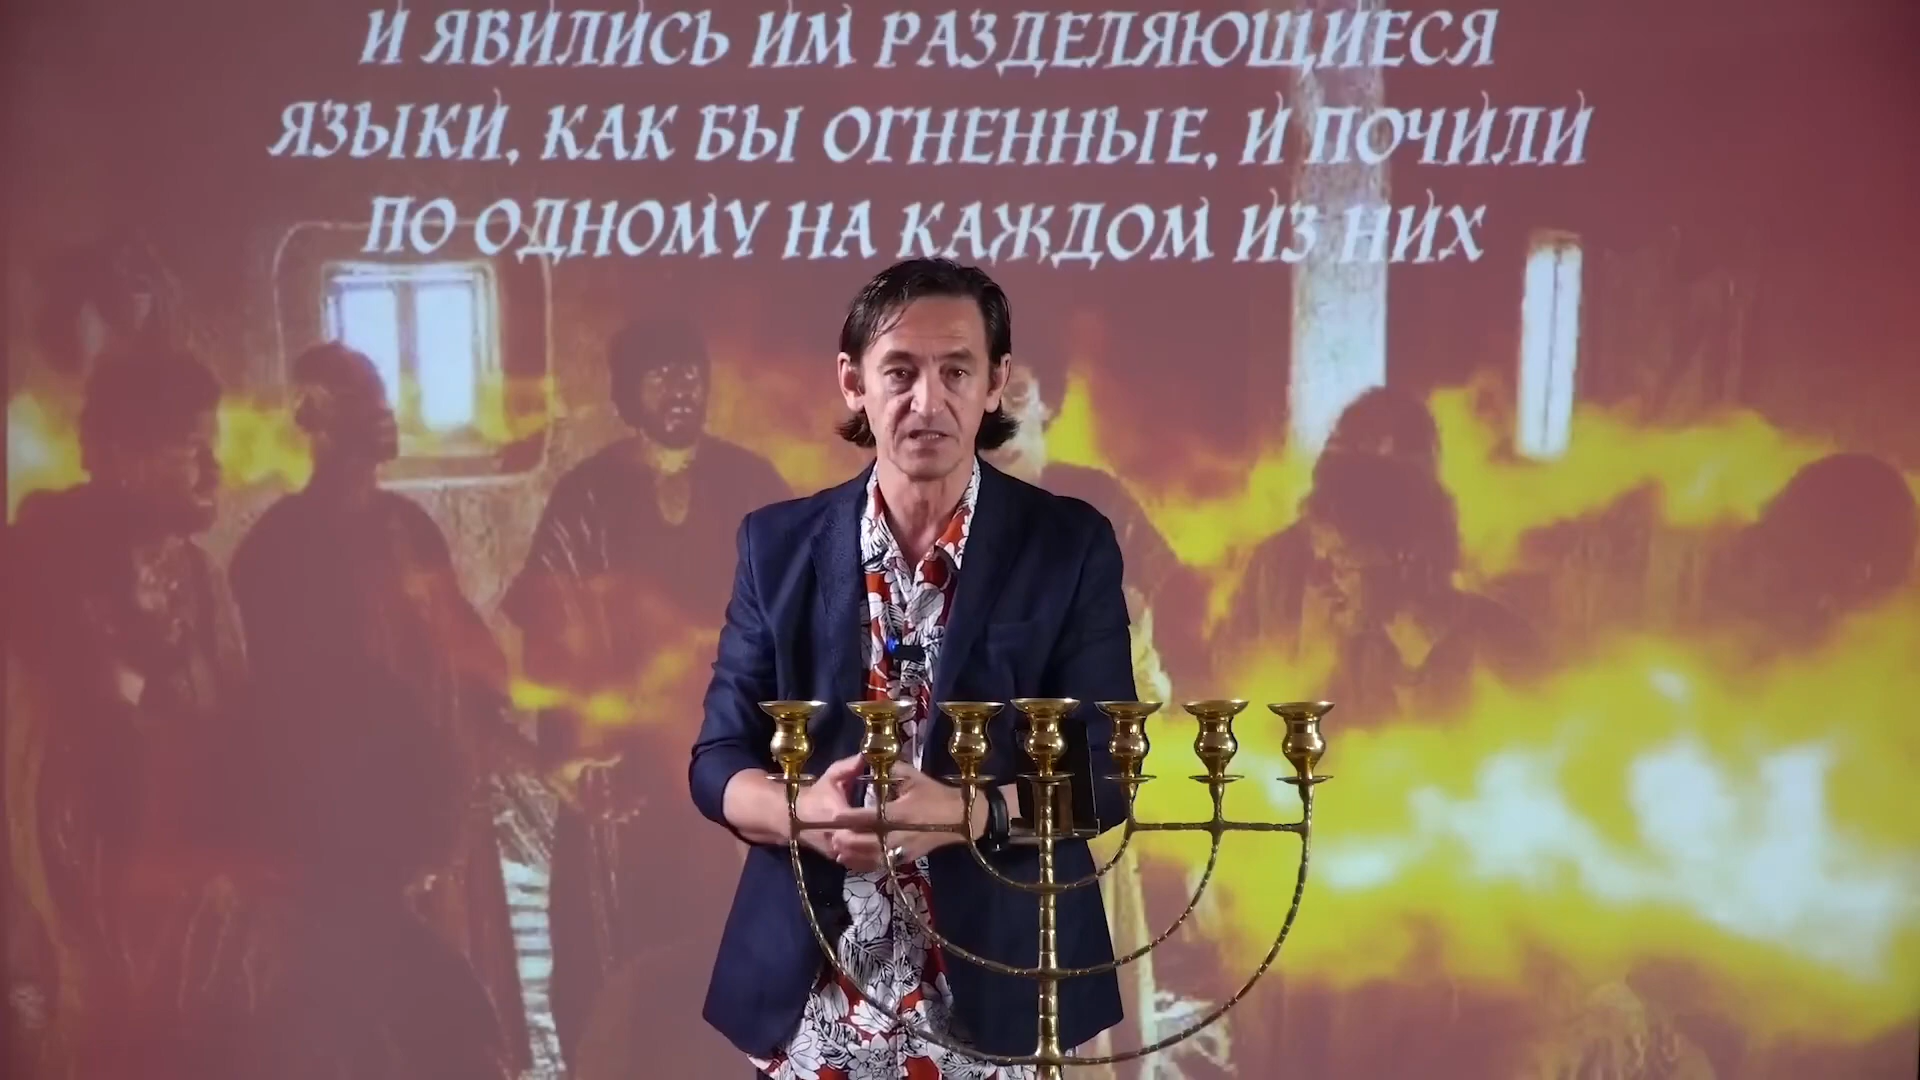 И ЯВИЛИСЬ ИМ РАЗДЕЛЯЮЩИЕСЯ
ЯЗЫКИ, КАК БЫ ОГНЕННЫЕ, И ПОЧИЛИ
ПО ОДНОМУ НА КАЖДОМ ИЗ НИХ